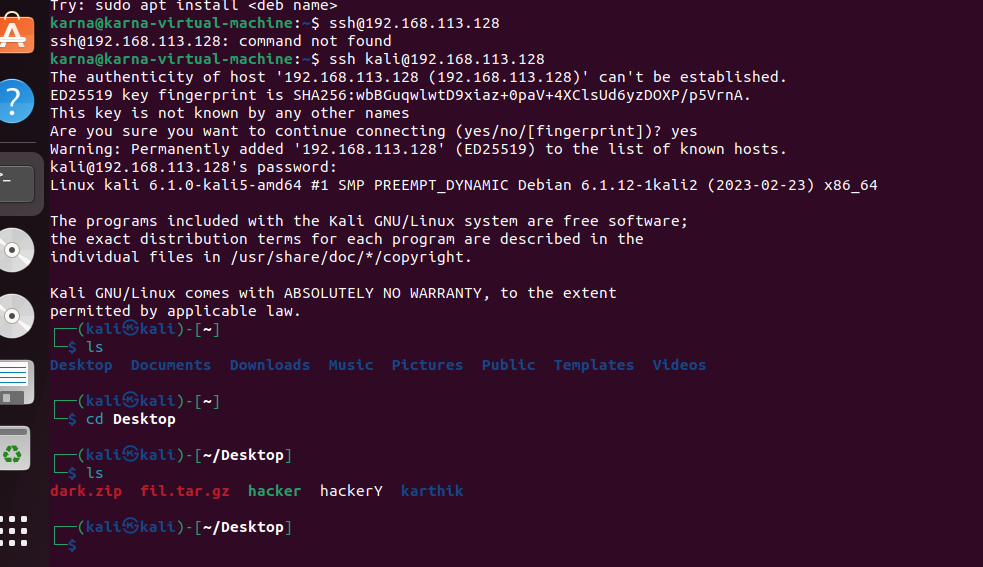 Try: sudo apt install <deb name>
karna@karna-virtual-machine:~$ ssh@192.168.113.128
ssh@192.168.113.128: command not found
karna@karna-virtual-machine:~$ ssh kali@192.168.113.128
The authenticity of host '192.168.113.128 (192.168.113.128)' can't be established.
ED25519 key fingerprint is SHA256:wbBGuqwlwtD9xiaz+0paV+4XClsUd6yzDOXP/p5VrnA.
This key is not known by any other names
Are you sure you want to continue connecting (yes/no/[fingerprint])? yes
Warning: Permanently added '192.168.113.128' (ED25519) to the list of known hosts.
kali@192.168.113.128's password:
Linux kali 6.1.0-kali5-amd64 #1 SMP PREEMPT_DYNAMIC Debian 6.1.12-1kali2 (2023-02-23) x86_64
The programs included with the Kali GNU/Linux system are free software;
the exact distribution terms for each program are described in the
individual files in /usr/share/doc/*/copyright.
Kali GNU/Linux comes with ABSOLUTELY NO WARRANTY, to the extent
permitted by applicable law.
┌──(kali㉿kali)-[~]
└─$ ls
Desktop  Documents  Downloads  Music  Pictures  Public  Templates  Videos
┌──(kali㉿kali)-[~]
└─$ cd Desktop
┌──(kali㉿kali)-[~/Desktop]
└─$ ls
dark.zip  fil.tar.gz  hacker  hackerY  karthik
┌──(kali㉿kali)-[~/Desktop]
└─$